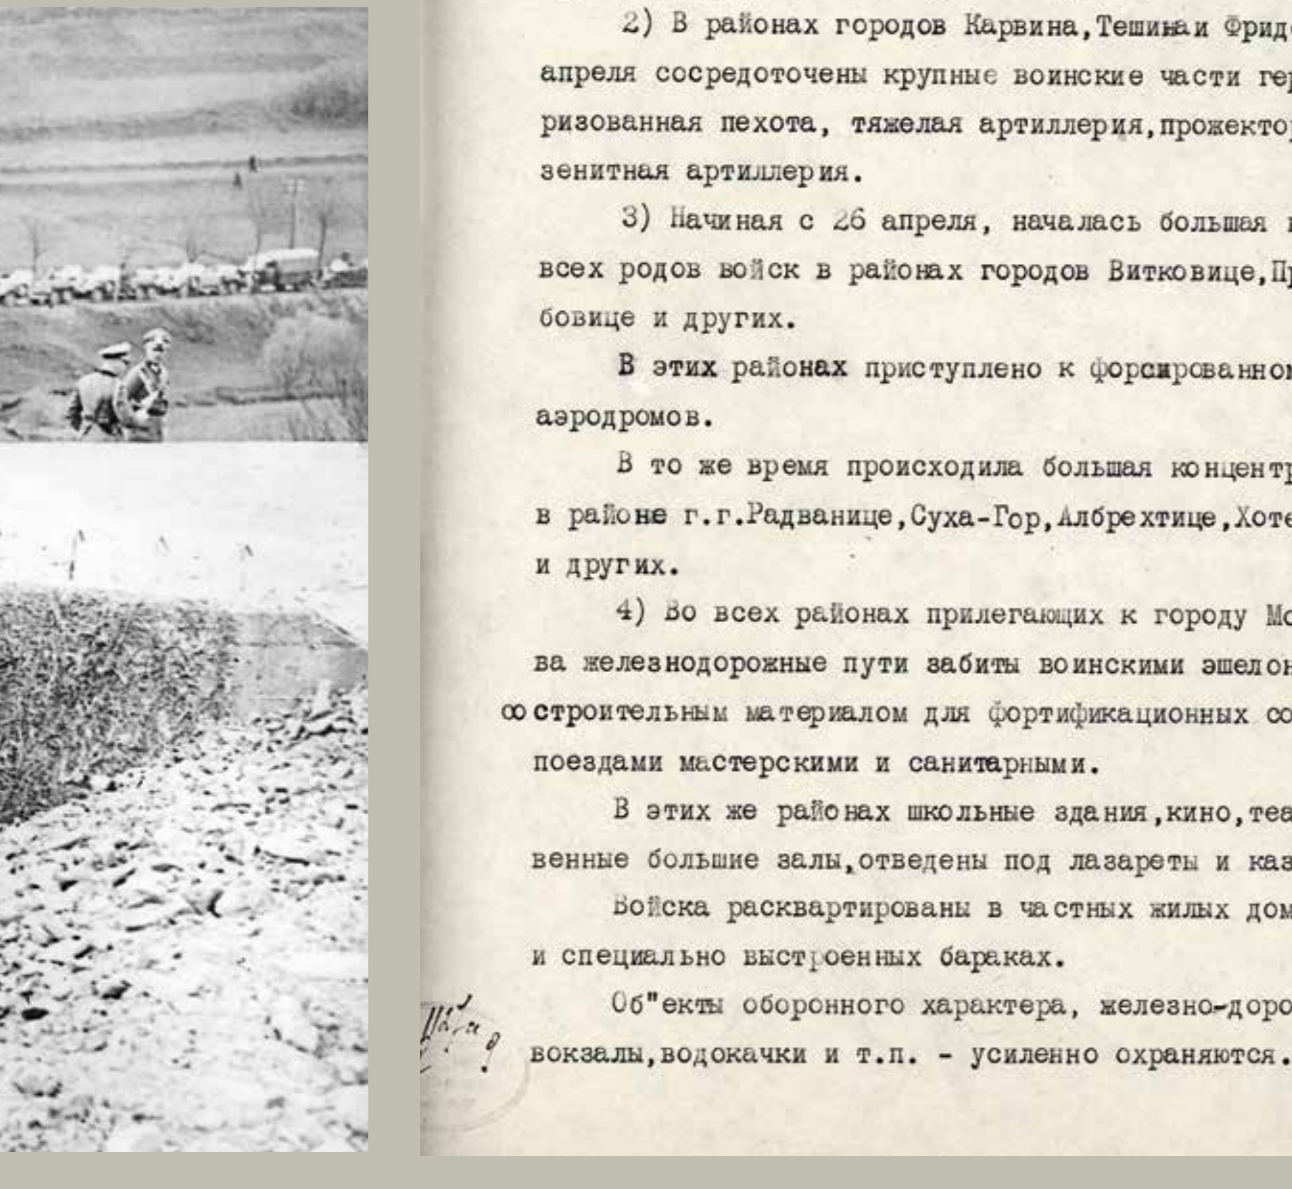 2) В районах городов Карвина,Тешинаи Фрид
апреля сосредоточены крупные воинские части гер
ризованная пехота, тяжелая артиллерия,прожектор
зенитная артиллерия.
3) Начиная с 26 апреля, началась большая
всех родов войск в районах городов Витковице,Пр
бовице и других.
В этих районах приступлено к форсированном
аэродромов.
В то же время происходила большая концентр
в районе г.г.Радванице,Суха-Гор,Албрехтице,Хоте
и других.
4) Во всех районах прилегающих к городу Мо
ва железнодорожные пути забиты воинскими эшелон
со строительным материалом для фортификационных со
поездами мастерскими и санитарными.
В этих же районах школьные здания,кино,теа
венные большие залы,отведены под лазареты и каз
Войска расквартированы в частных жилых дом
и специально выстроенных бараках.
Об"екты оборонного характера, железно-доро
вокзалы,водокачки и т.п. - усиленно охраняются.